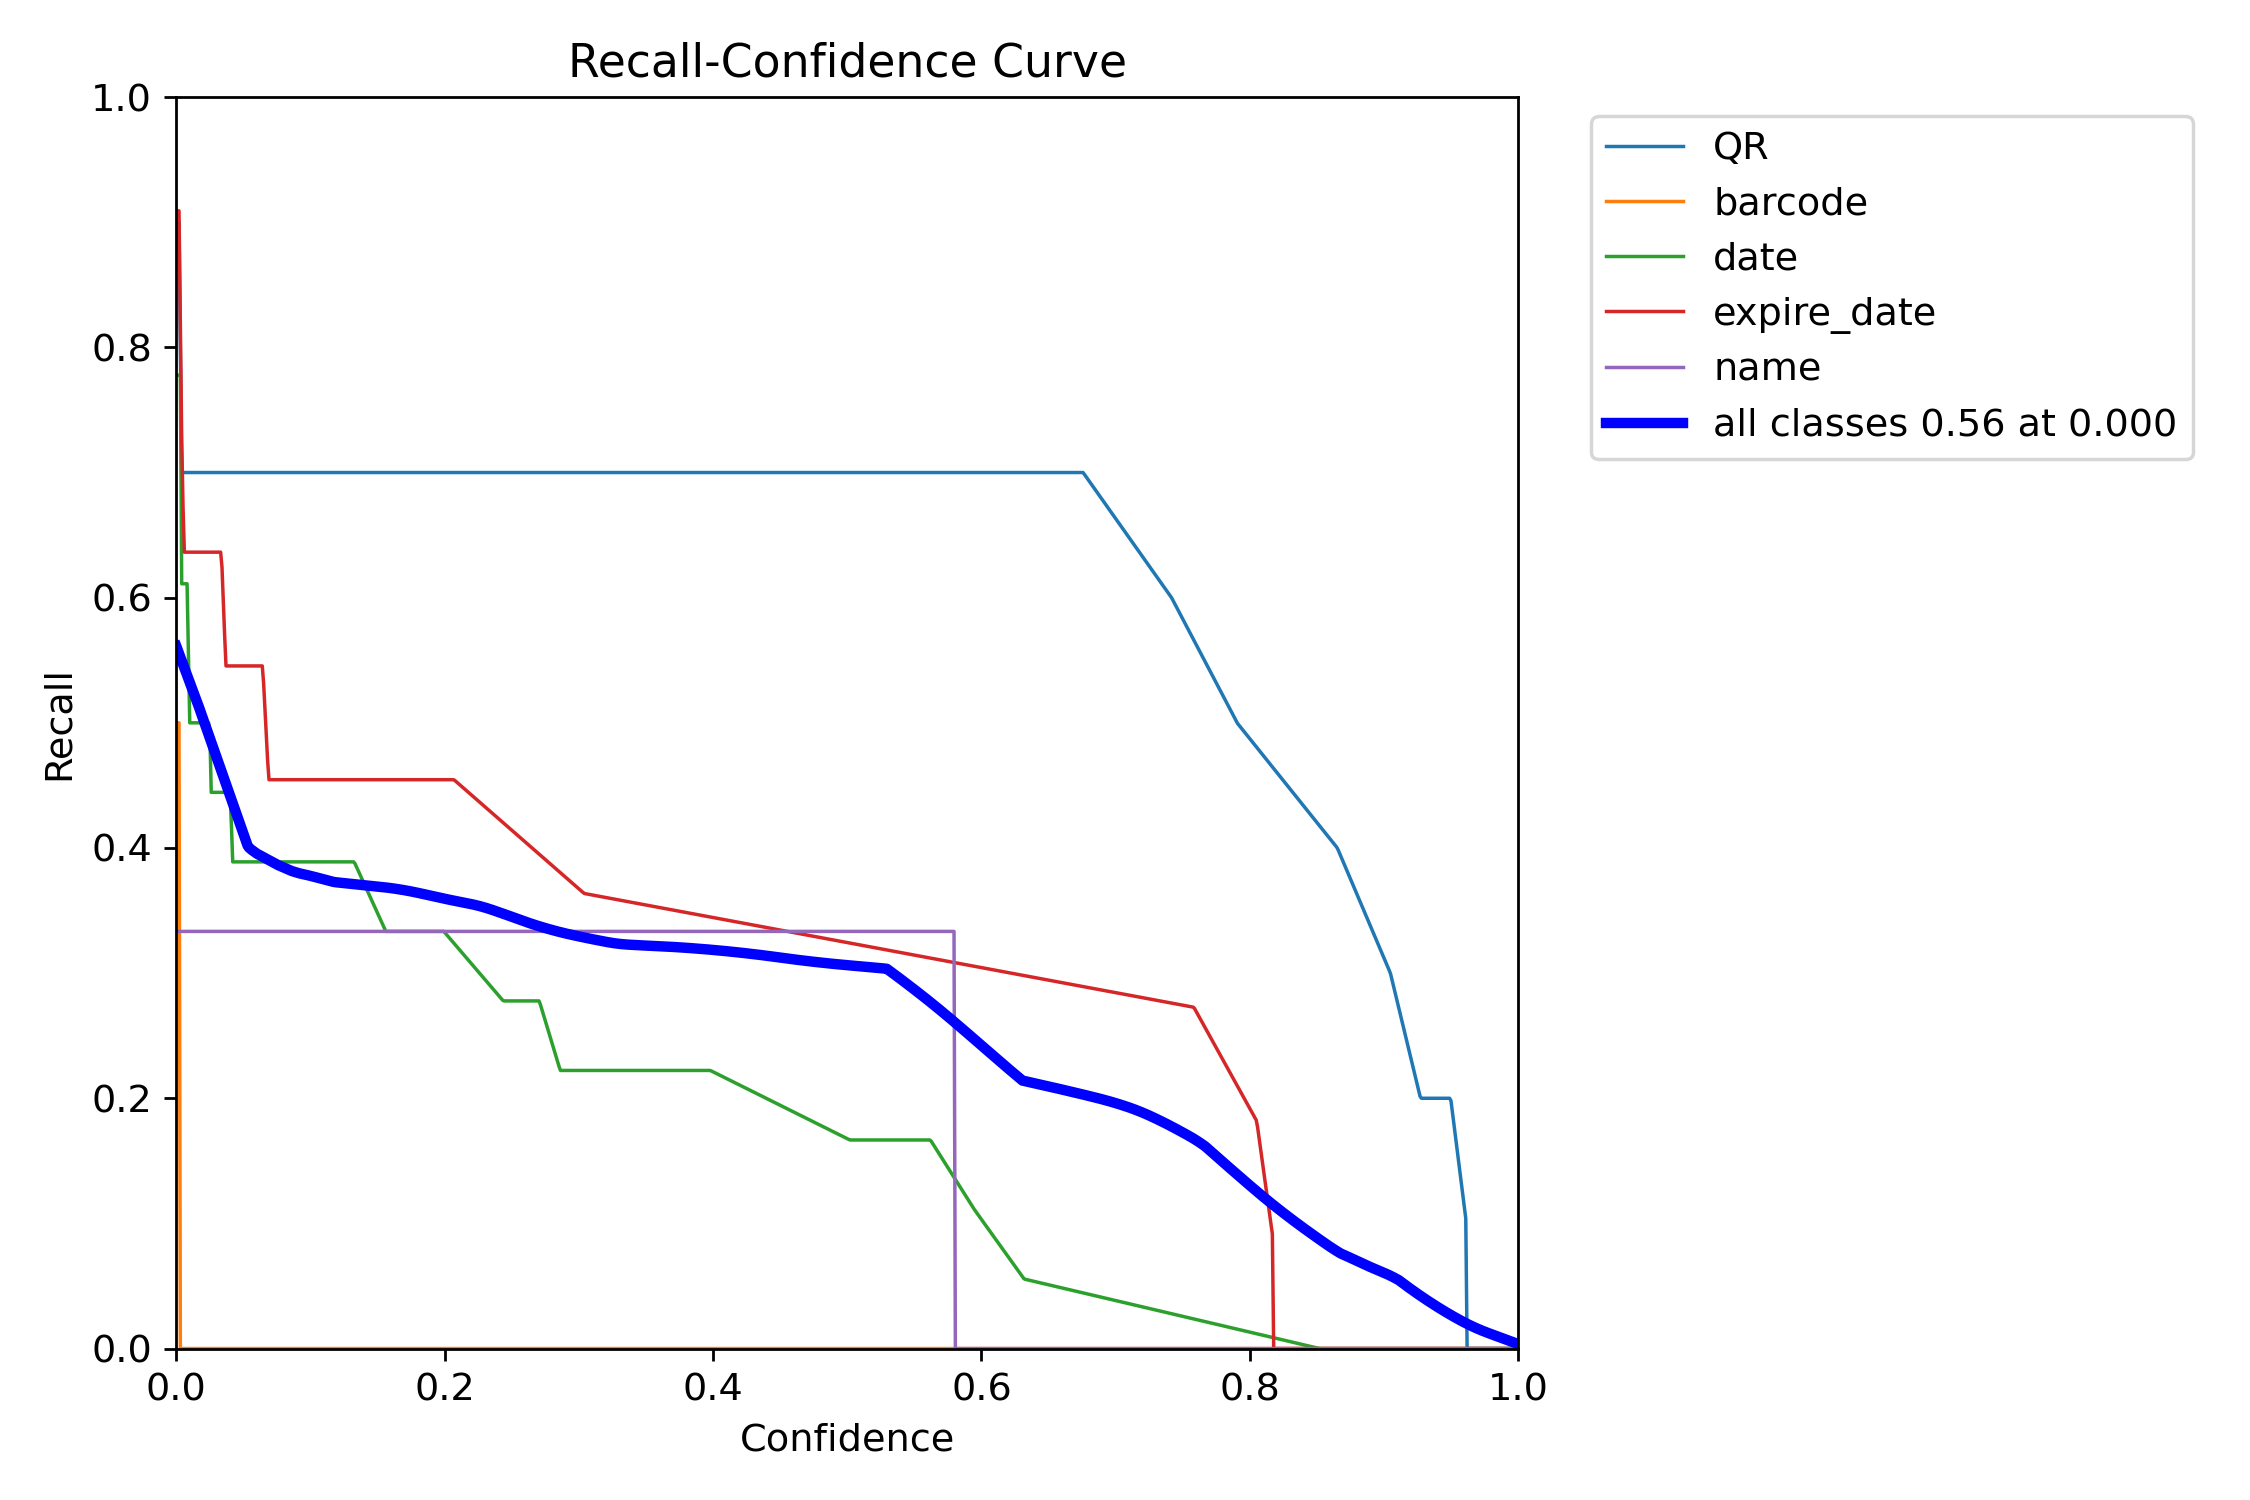 Recall-Confidence Curve
1.0
0.8
0.6
0.4
0.2
0.0
Recall
0.0 0.2 0.4 0.6 0.8 1.0
Confidence
QR
barcode
date
expire_date
name
all classes 0.56 at 0.000